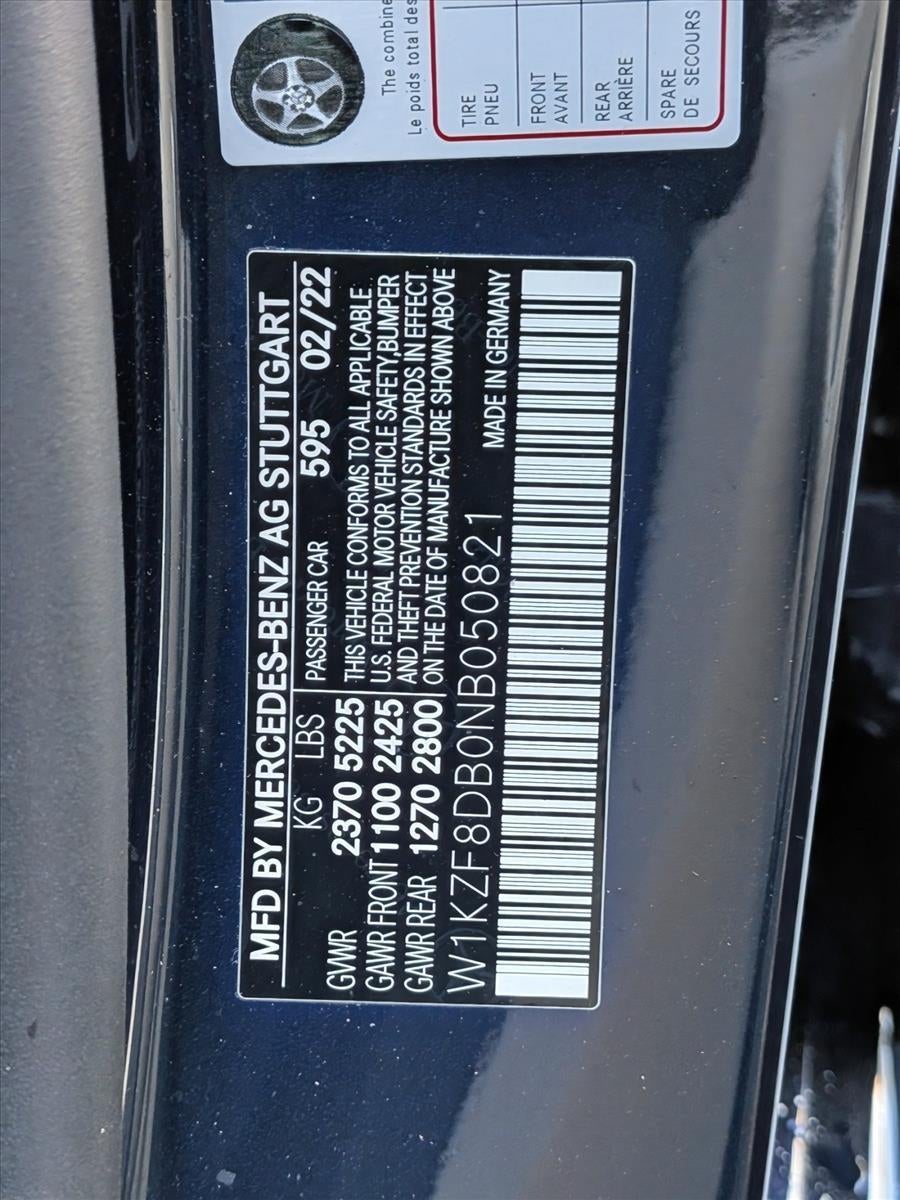 MFD BY MERCEDES-BENZ AG STUTTGART
KG LBS PASSENGER CAR 595 02/22
GVWR 2370 5225 THIS VEHICLE CONFORMS TO ALL APPLICABLE
GAWR FRONT 1100 2425 U.S. FEDERAL MOTOR VEHICLE SAFETY,BUMPER
AND THEFT PREVENTION STANDARDS IN EFFECT
GAWR REAR 1270 2800 ON THE DATE OF MANUFACTURE SHOWN ABOVE
W1KZF8DB0NB050821 MADE IN GERMANY
The combine
Le poids total des
TIRE
PNEU
FRONT
AVANT
REAR
ARRIÈRE
SPARE
DE SECOURS